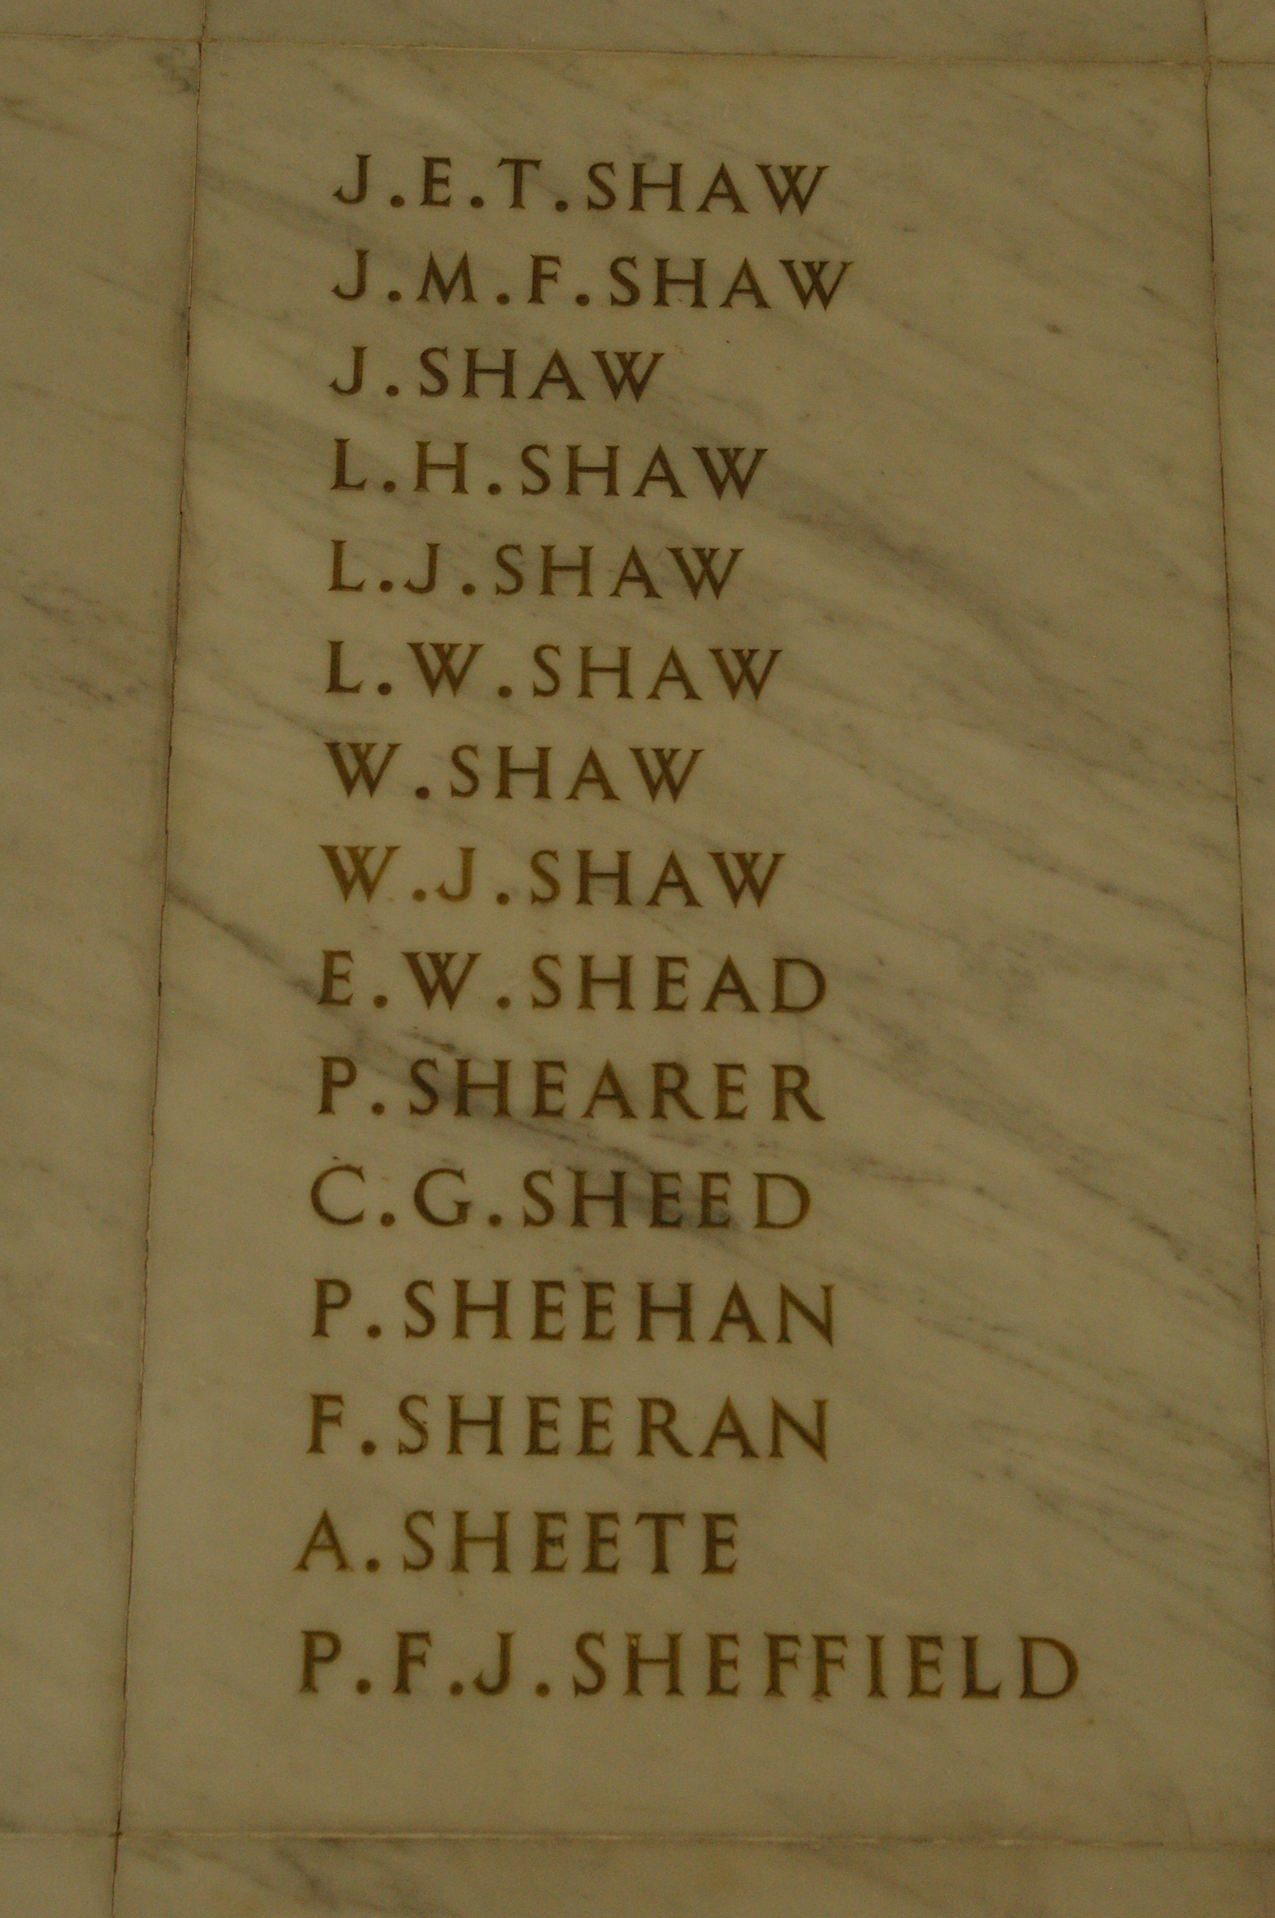 J.E.T.SHAW
J.M.F.SHAW
J.SHAW
L.H.SHAW
L.J.SHAW
L.W.SHAW
W.SHAW
W.J.SHAW
E.W.SHEAD
P.SHEARER
C.G.SHEED
P.SHEEHAN
F.SHEERAN
A.SHEETE
P.F.J.SHEFFIELD